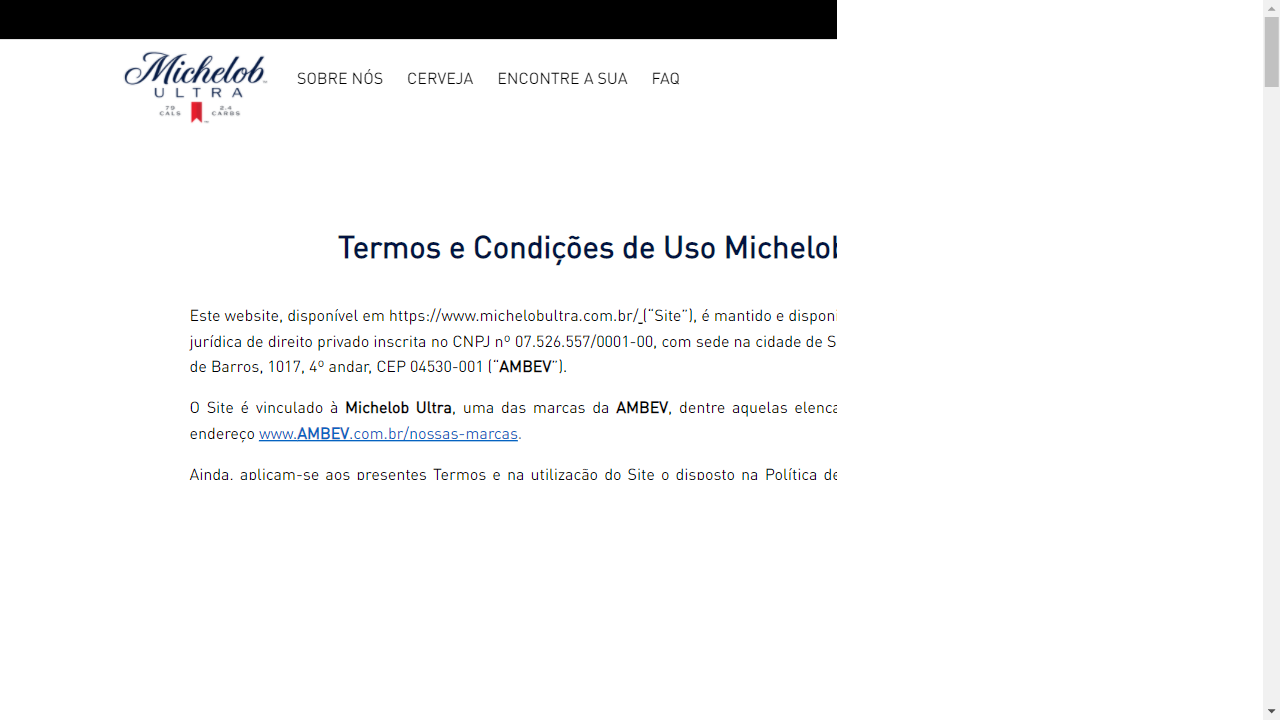 Michelob
ULTRA
79 CALS 2.4 CARBS
SOBRE NÓS CERVEJA ENCONTRE A SUA FAQ
Termos e Condições de Uso Michelob
Este website, disponível em https://www.michelobultra.com.br/ (“Site”), é mantido e
jurídica de direito privado inscrita no CNPJ nº 07.526.557/0001-00, com sede na cidade de
de Barros, 1017, 4º andar, CEP 04530-001 (“AMBEV”).
O Site é vinculado à Michelob Ultra, uma das marcas da AMBEV, dentre aquelas
endereço www.AMBEV.com.br/nossas-marcas.
Ainda, aplicam-se aos presentes Termos e na utilização do Site o disposto na Política de